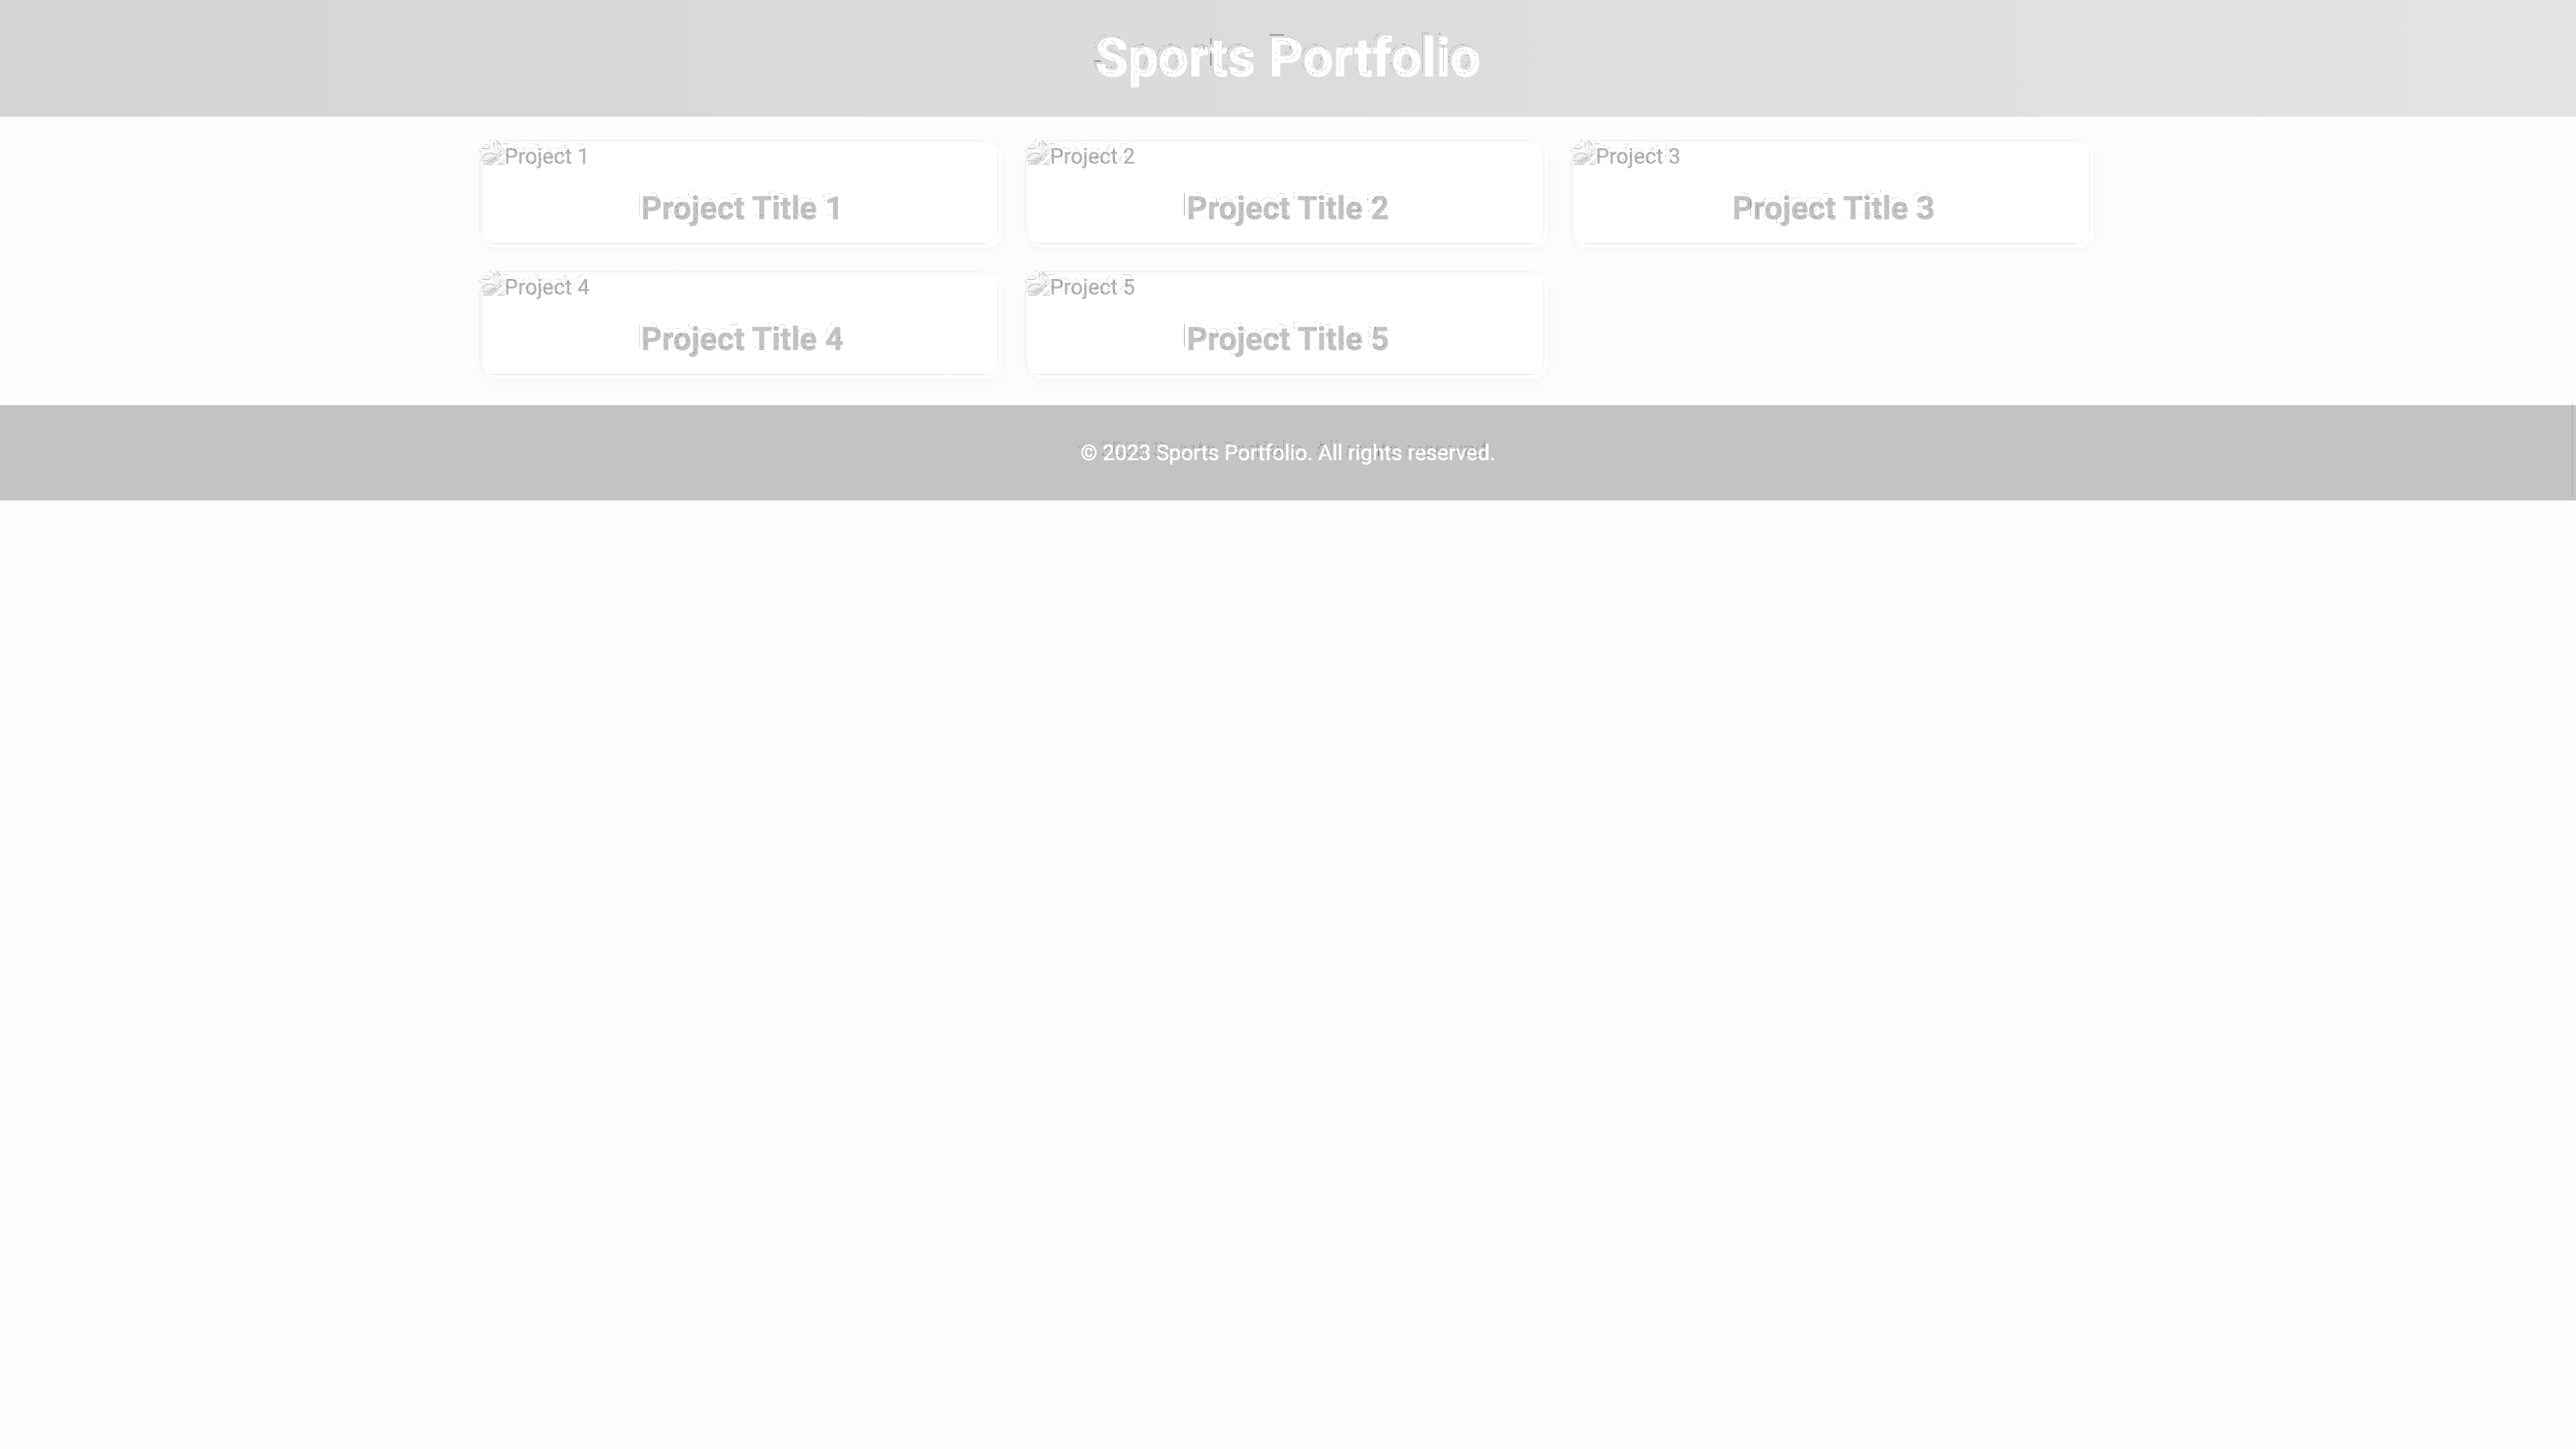 Sports Portfolio
Project 1
Project 2
Project 3
Project Title 1
Project Title 2
Project Title 3
Project 4
Project 5
Project Title 4
Project Title 5
© 2023 Sports Portfolio. All rights reserved.